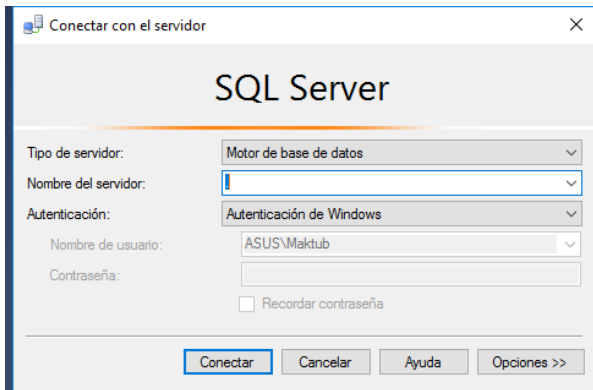 Conectar con el servidor
SQL Server
Tipo de servidor: Motor de base de datos
Nombre del servidor: .
Autenticación: Autenticación de Windows
Nombre de usuario: ASUS\Maktub
Contraseña:
Recordar contraseña
Conectar Cancelar Ayuda Opciones >>